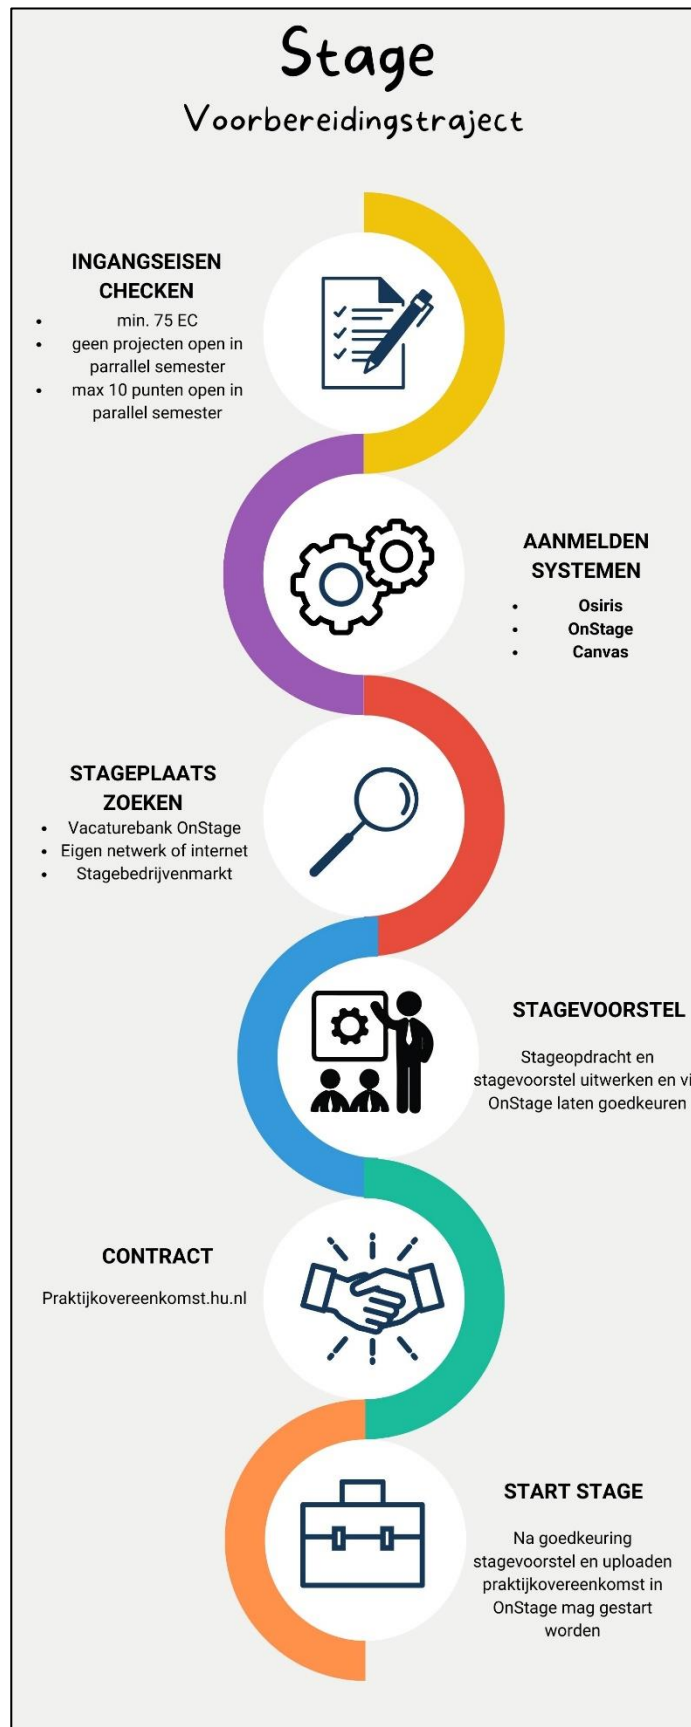 Stage
Voorbereidingstraject
INGANGSEISEN
CHECKEN
• min. 75 EC
• geen projecten open in
parrallel semester
• max 10 punten open in
parallel semester
AANMELDEN
SYSTEMEN
• Osiris
• OnStage
• Canvas
STAGEPLAATS
ZOEKEN
• Vacaturebank OnStage
• Eigen netwerk of internet
• Stagebedrijvenmarkt
STAGEVOORSTEL
Stageopdracht en
stagevoorstel uitwerken en vi
OnStage laten goedkeuren
CONTRACT
Praktijkovereenkomst.hu.nl
START STAGE
Na goedkeuring
stagevoorstel en uploaden
praktijkovereenkomst in
OnStage mag gestart
worden